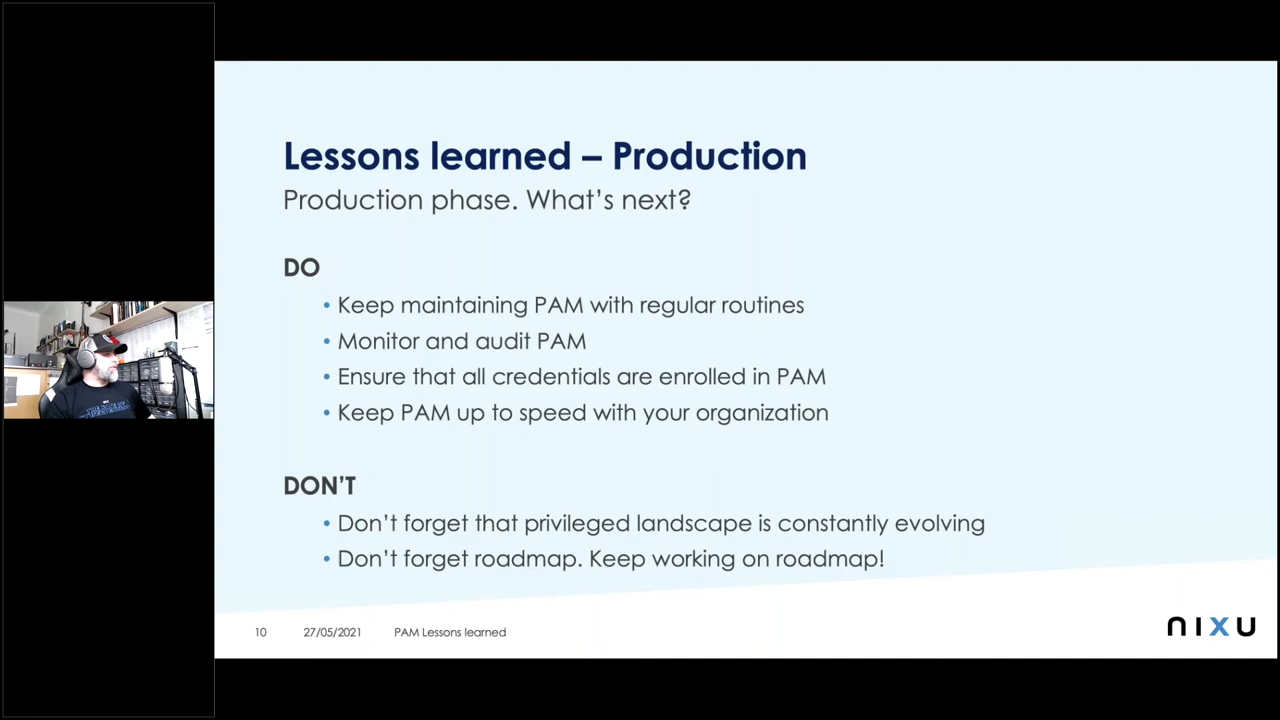 Lessons learned – Production
Production phase. What's next?
DO
• Keep maintaining PAM with regular routines
• Monitor and audit PAM
• Ensure that all credentials are enrolled in PAM
• Keep PAM up to speed with your organization
DON'T
• Don't forget that privileged landscape is constantly evolving
• Don't forget roadmap. Keep working on roadmap!
10 27/05/2021 PAM Lessons learned
nixu